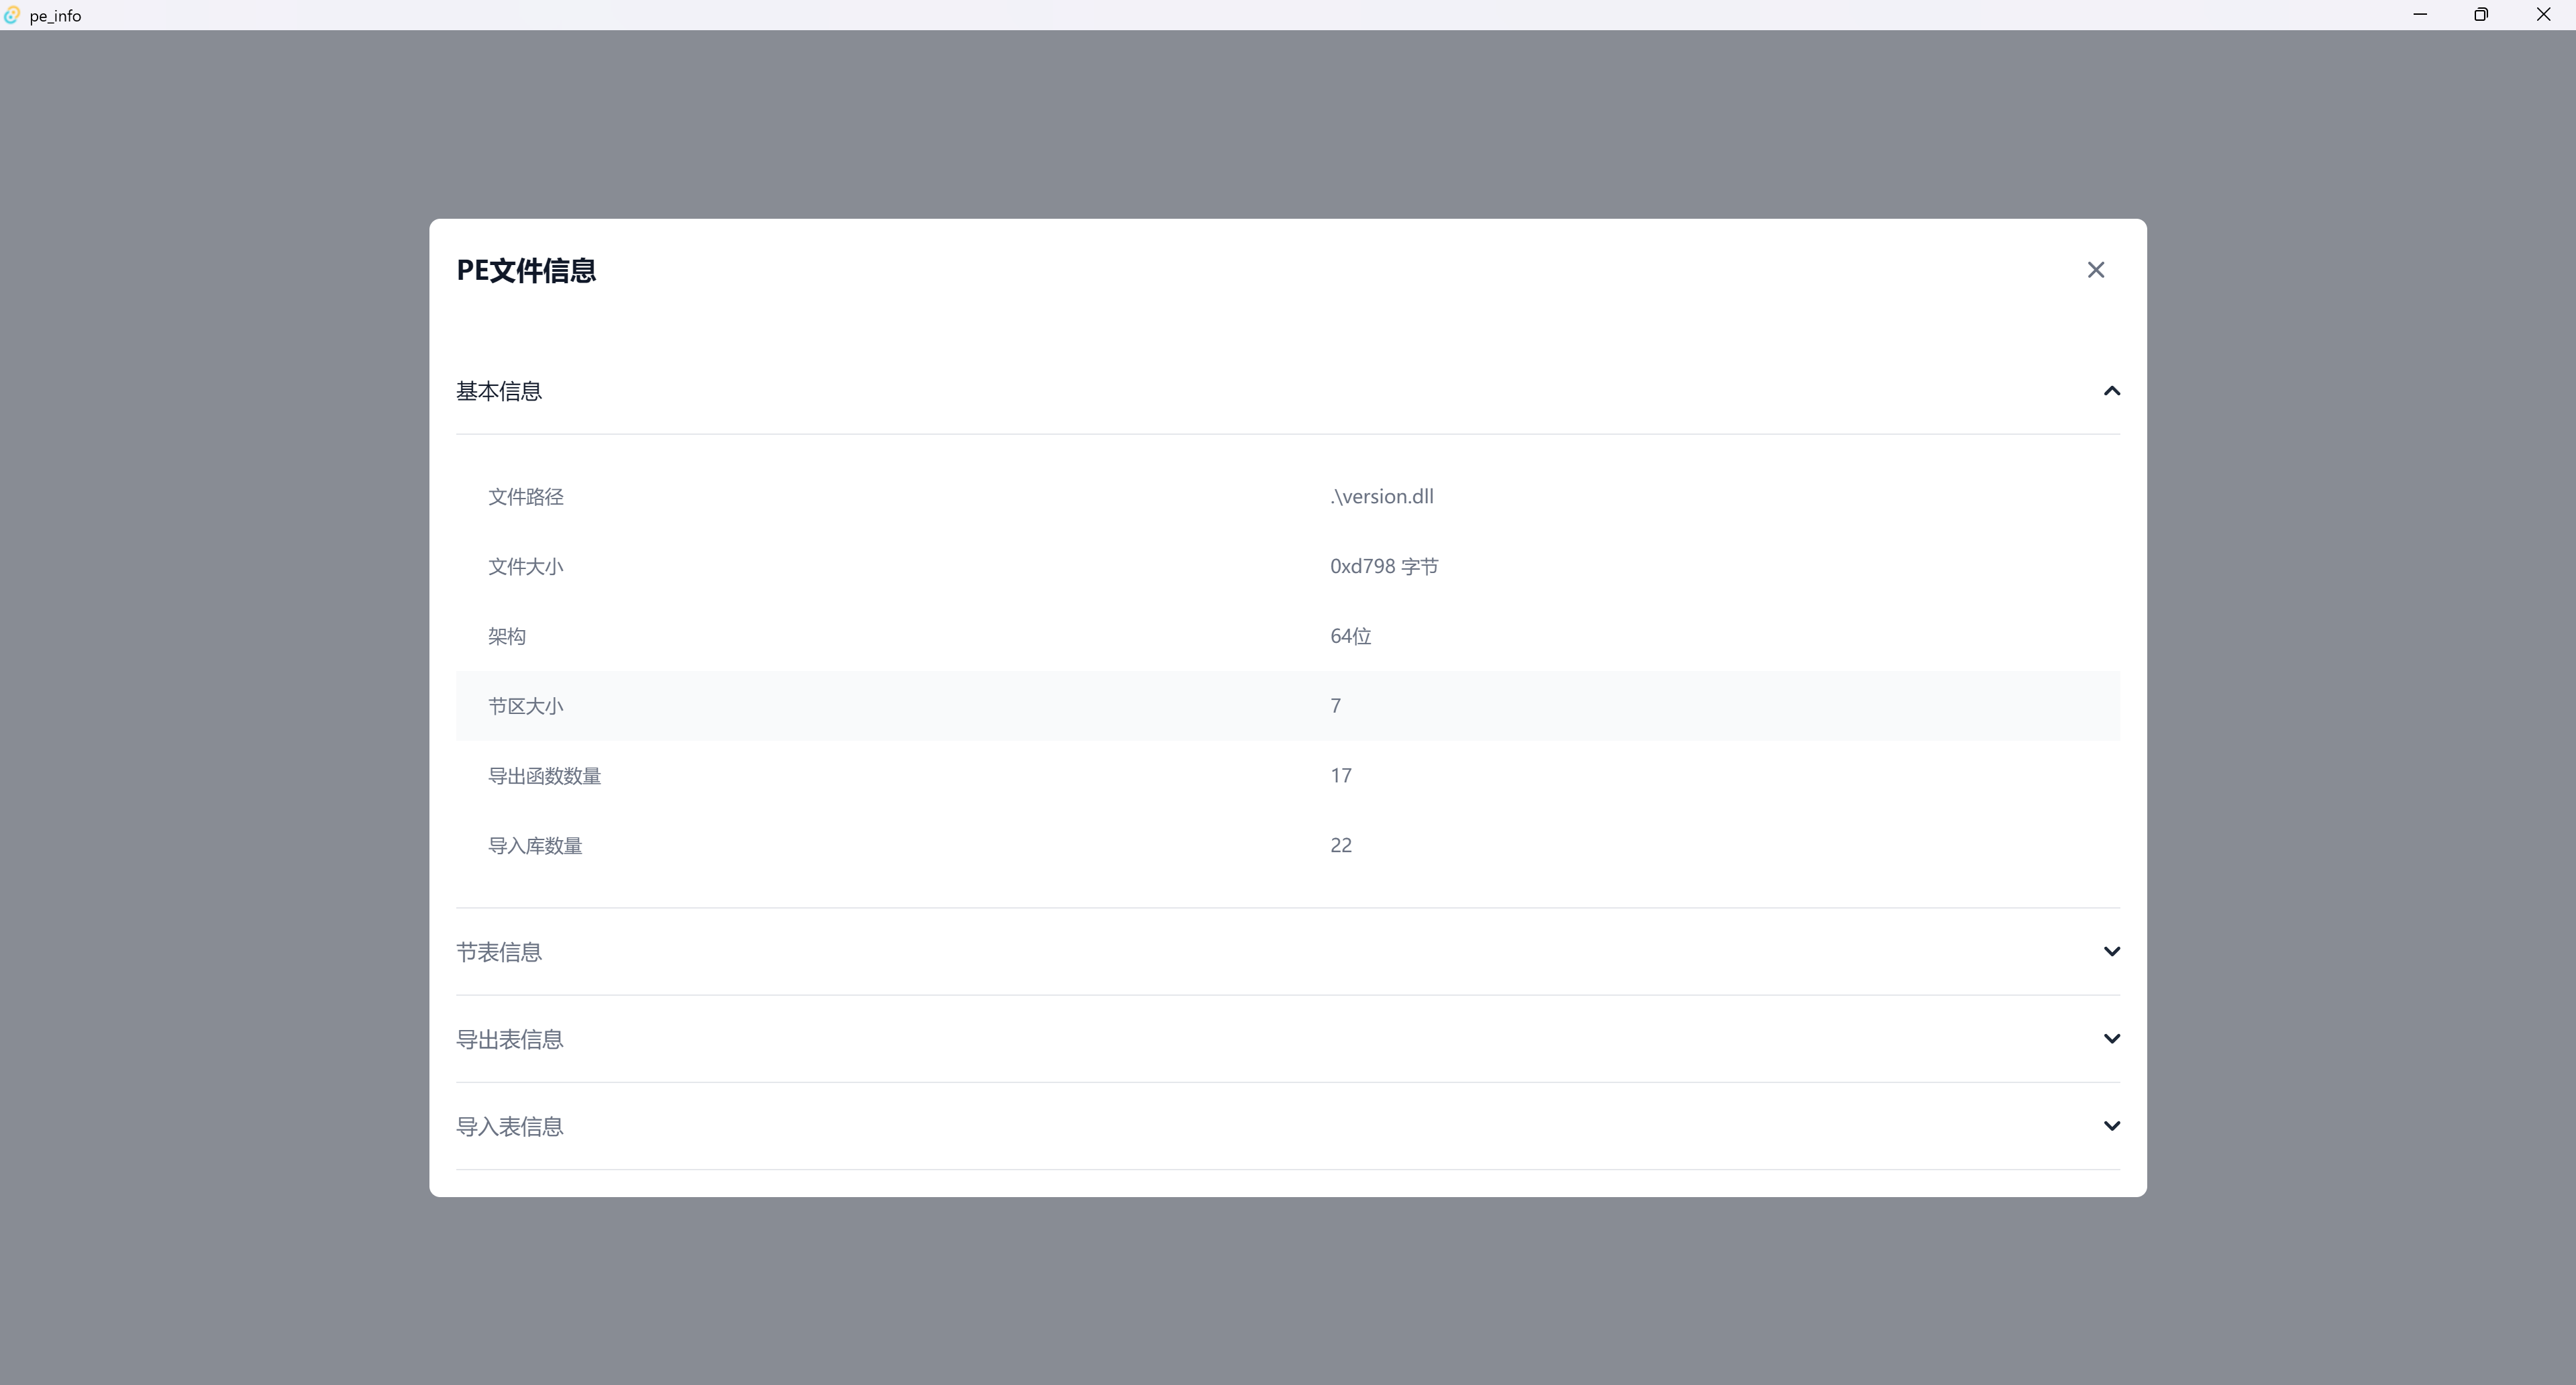 pe_info
PE文件信息
基本信息
文件路径 .\version.dll
文件大小 0xd798 字节
架构 64位
节区大小 7
导出函数数量 17
导入库数量 22
节表信息
导出表信息
导入表信息